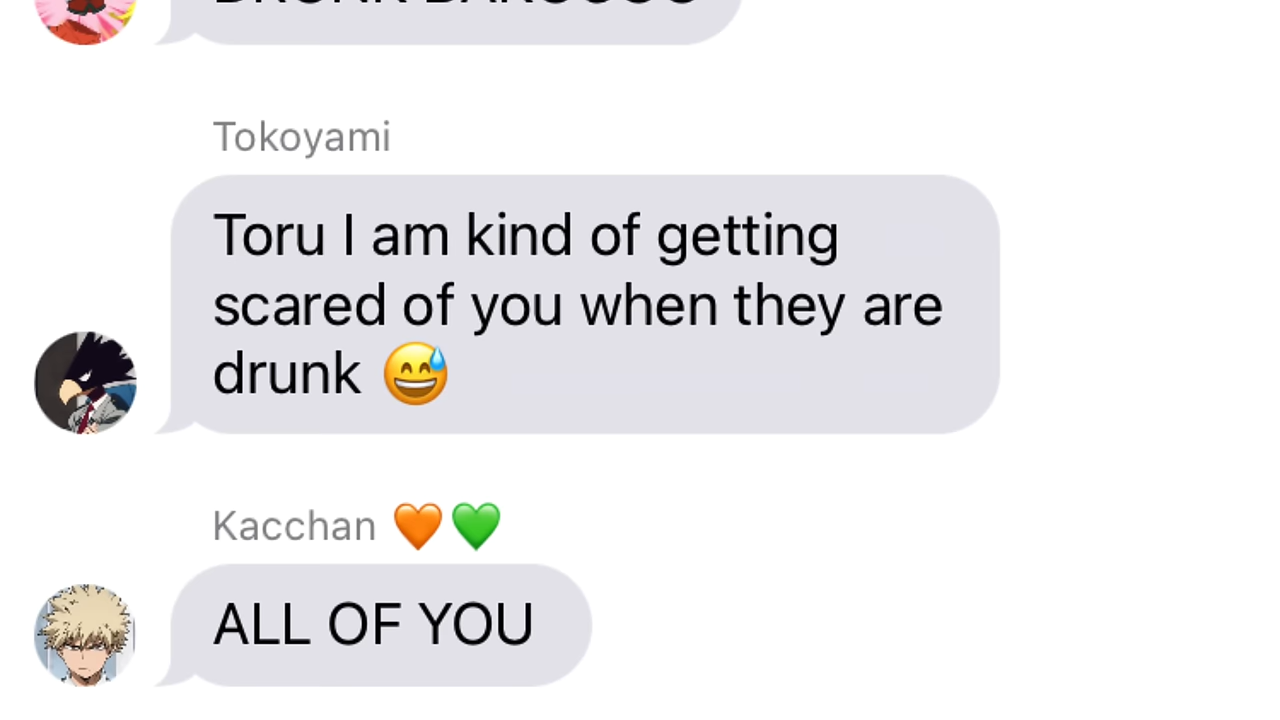 Tokoyami
Toru I am kind of getting
scared of you when they are
drunk 😅
Kacchan 🧡💚
ALL OF YOU